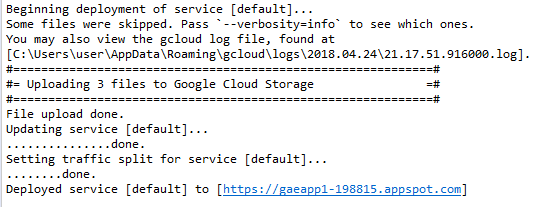 Beginning deployment of service [default]...
Some files were skipped. Pass `--verbosity=info` to see which ones.
You may also view the gcloud log file, found at
[C:\Users\user\AppData\Roaming\gcloud\logs\2018.04.24\21.17.51.916000.log].
#============================================================#
#= Uploading 3 files to Google Cloud Storage                =#
#============================================================#
File upload done.
Updating service [default]...
...............done.
Setting traffic split for service [default]...
........done.
Deployed service [default] to [https://gaeapp1-198815.appspot.com]